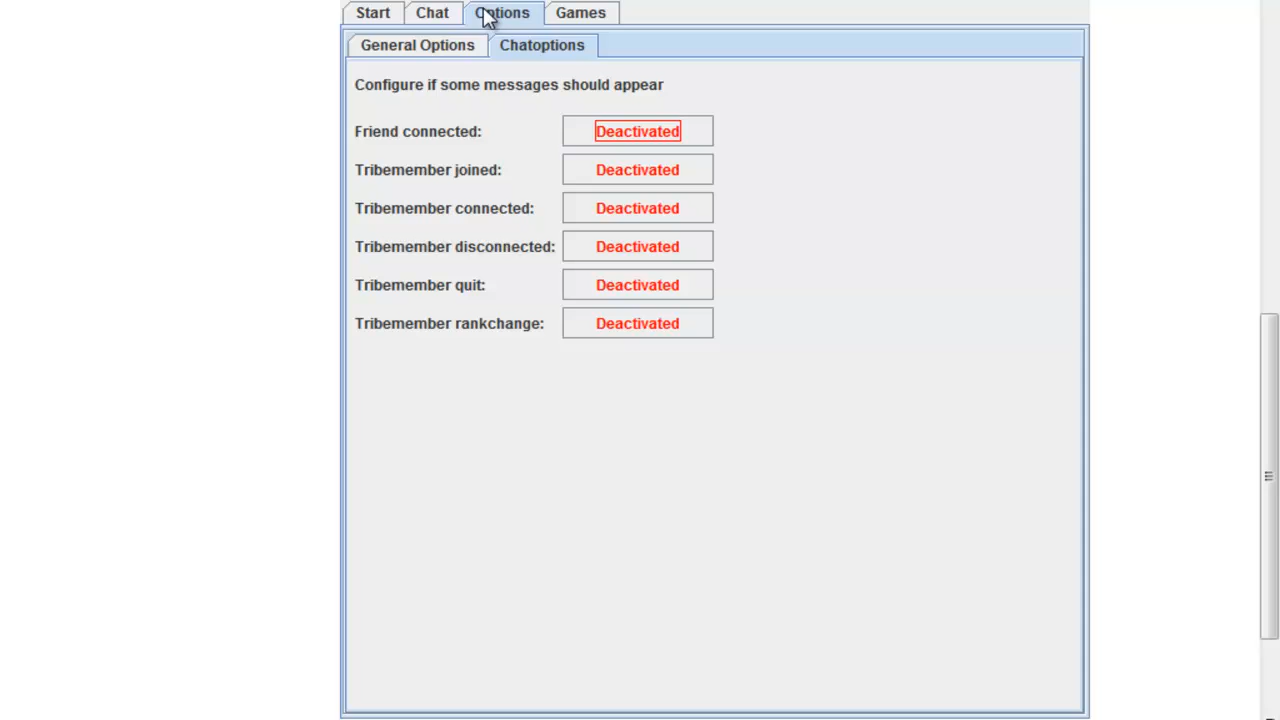 Start Chat Options Games
General Options Chatoptions
Configure if some messages should appear
Friend connected: Deactivated
Tribemember joined: Deactivated
Tribemember connected: Deactivated
Tribemember disconnected: Deactivated
Tribemember quit: Deactivated
Tribemember rankchange: Deactivated